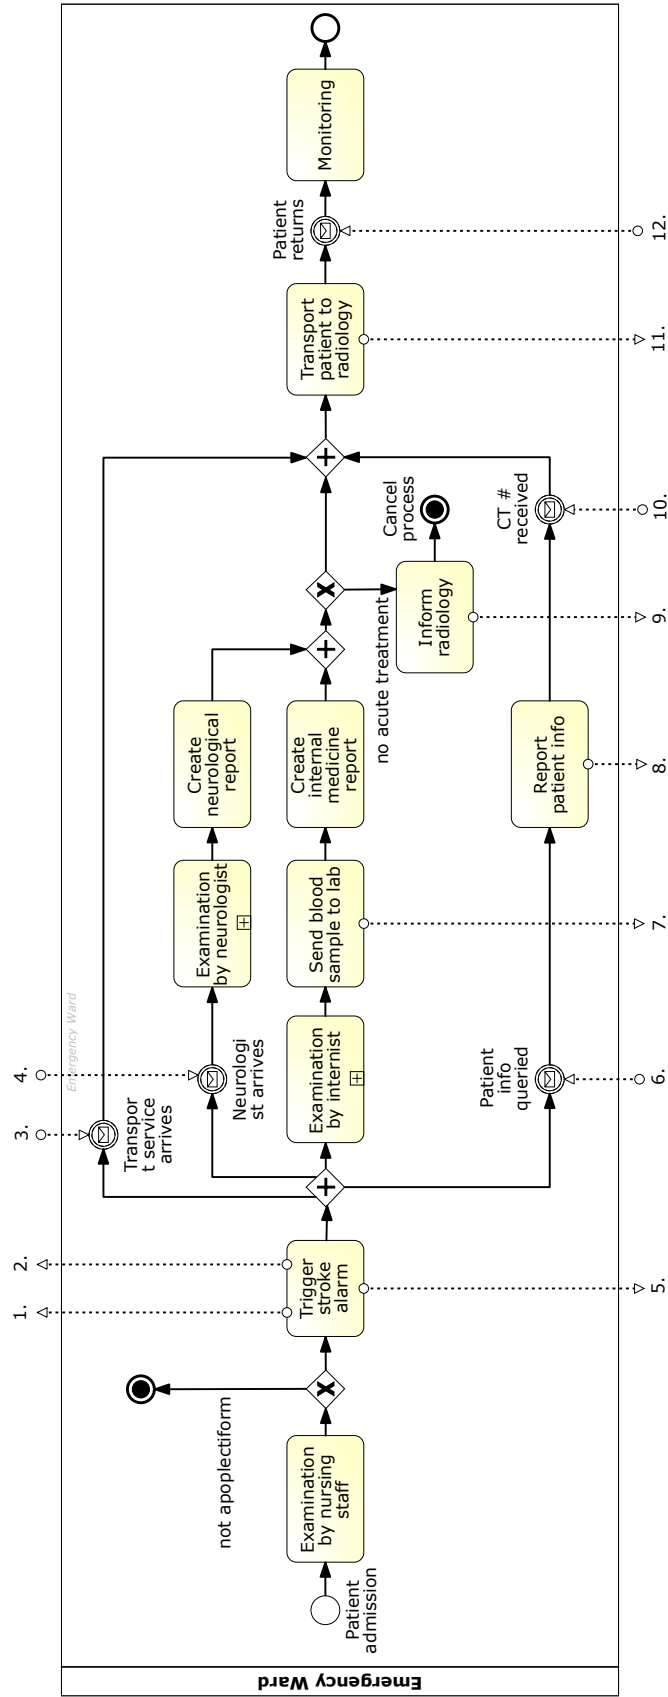 Emergency Ward
Emergency Ward
Patient
admission
Examination
by nursing
staff
not apoplectiform
1.
2.
Trigger
stroke
alarm
5.
3.
Transpor
t service
arrives
4.
Neurologi
st arrives
Examination
by internist
Patient
info
queried
6.
Examination
by neurologist
Send blood
sample to lab
7.
Create
neurological
report
Create
internal
medicine
report
Report
patient info
8.
no acute treatment
Inform
radiology
9.
Cancel
process
CT #
received
10.
Transport
patient to
radiology
11.
Patient
returns
12.
Monitoring